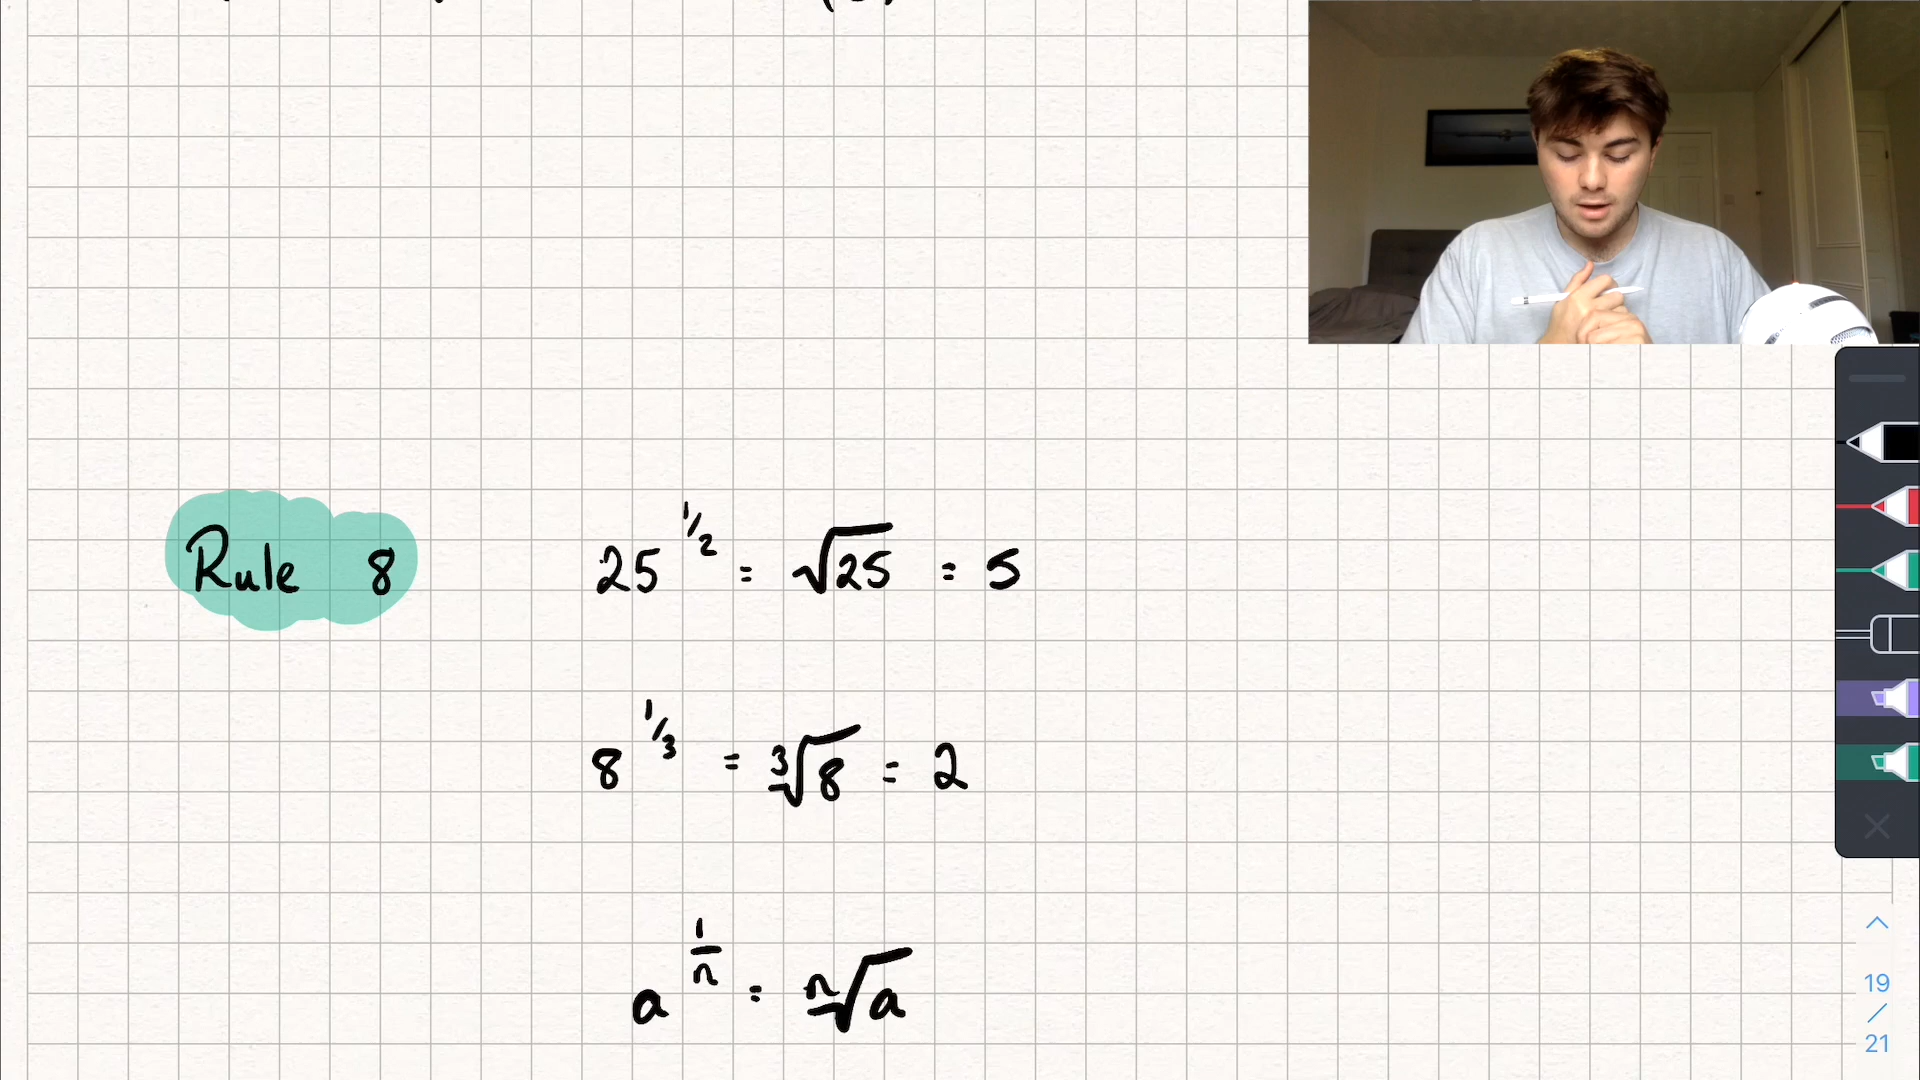 Rule 8
25^{1/2} = √25 = 5
8^{1/3} = ∛8 = 2
a^{1/n} = ⁿ√a
19
/
21